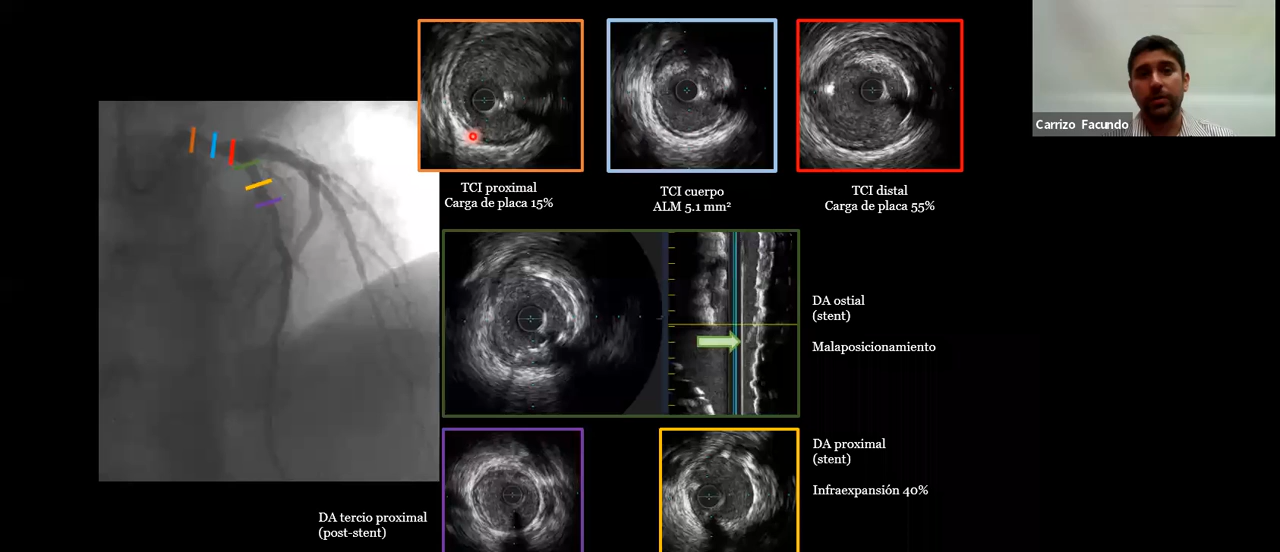 Carrizo Facundo
TCI proximal
Carga de placa 15%
TCI cuerpo
ALM 5.1 mm²
TCI distal
Carga de placa 55%
DA ostial
(stent)
Malaposicionamiento
DA proximal
(stent)
Infraexpansión 40%
DA tercio proximal
(post-stent)